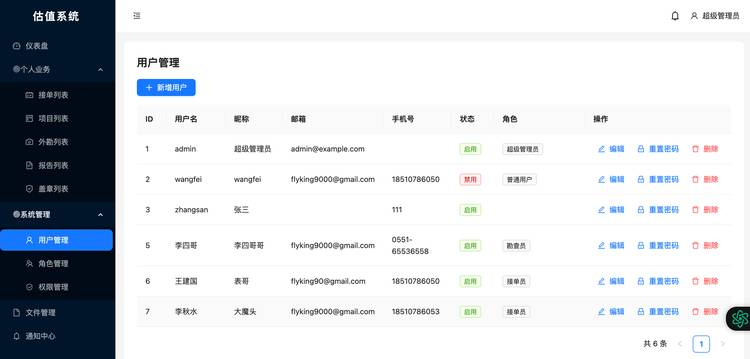 估值系统
超级管理员
仪表盘
个人业务
接单列表
项目列表
外勘列表
报告列表
盖章列表
系统管理
用户管理
角色管理
权限管理
文件管理
通知中心
用户管理
新增用户
ID 用户名 昵称 邮箱 手机号 状态 角色 操作
1 admin 超级管理员 admin@example.com 启用 超级管理员 编辑 重置密码 删除
2 wangfei wangfei flyking9000@gmail.com 18510786050 禁用 普通用户 编辑 重置密码 删除
3 zhangsan 张三 111 启用 编辑 重置密码 删除
5 李四哥 李四哥哥 flyking9000@gmail.com 0551-
65536558 启用 勘查员 编辑 重置密码 删除
6 王建国 表哥 flyking90@gmail.com 18510786050 启用 接单员 编辑 重置密码 删除
7 李秋水 大魔头 flyking9000@gmail.com 18510786053 启用 接单员 编辑 重置密码 删除
共 6 条 1